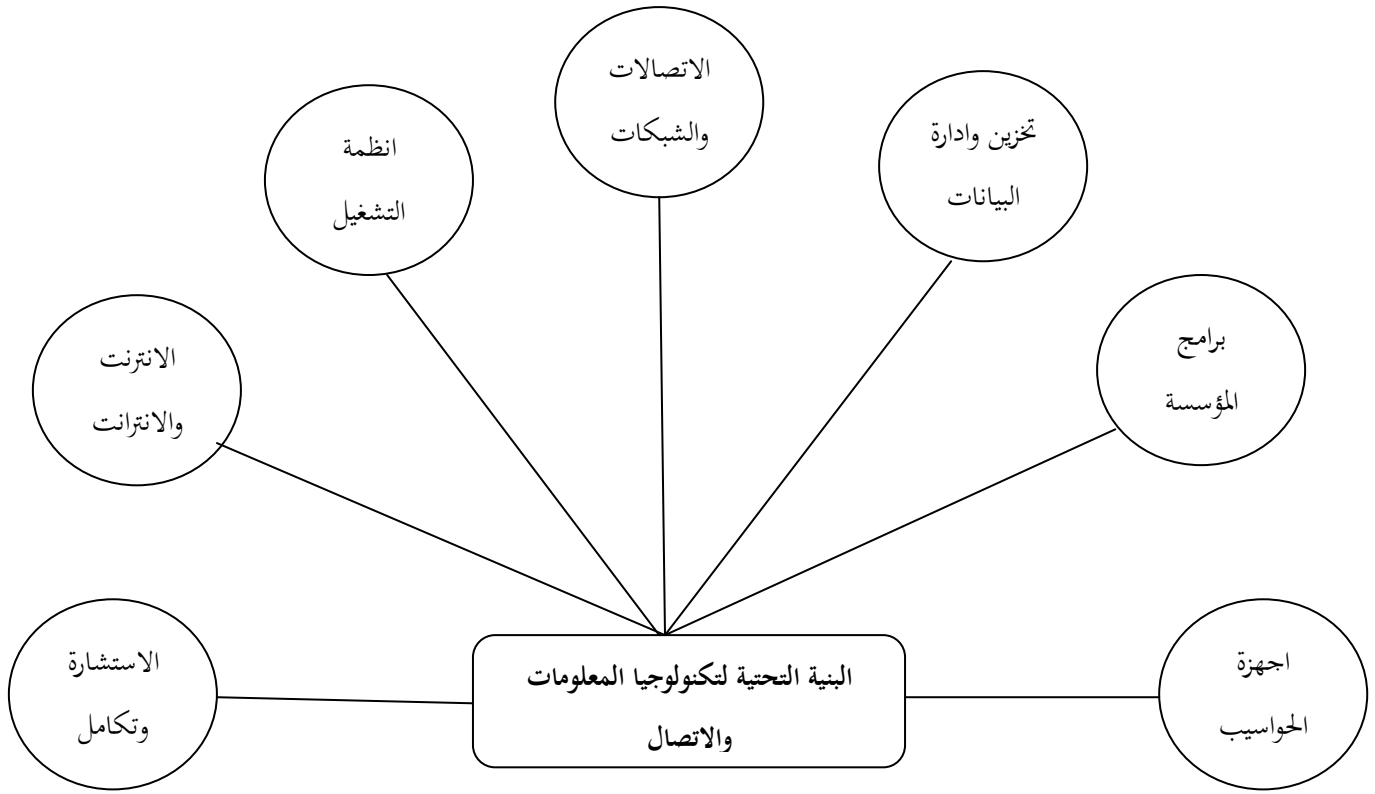 الاتصالات
والشبكات
تخزين وادارة
البيانات
انظمة
التشغيل
برامج
المؤسسة
الانترنت
والانترانت
اجهزة
الحواسيب
البنية التحتية لتكنولوجيا المعلومات
والاتصال
الاستشارة
وتكامل